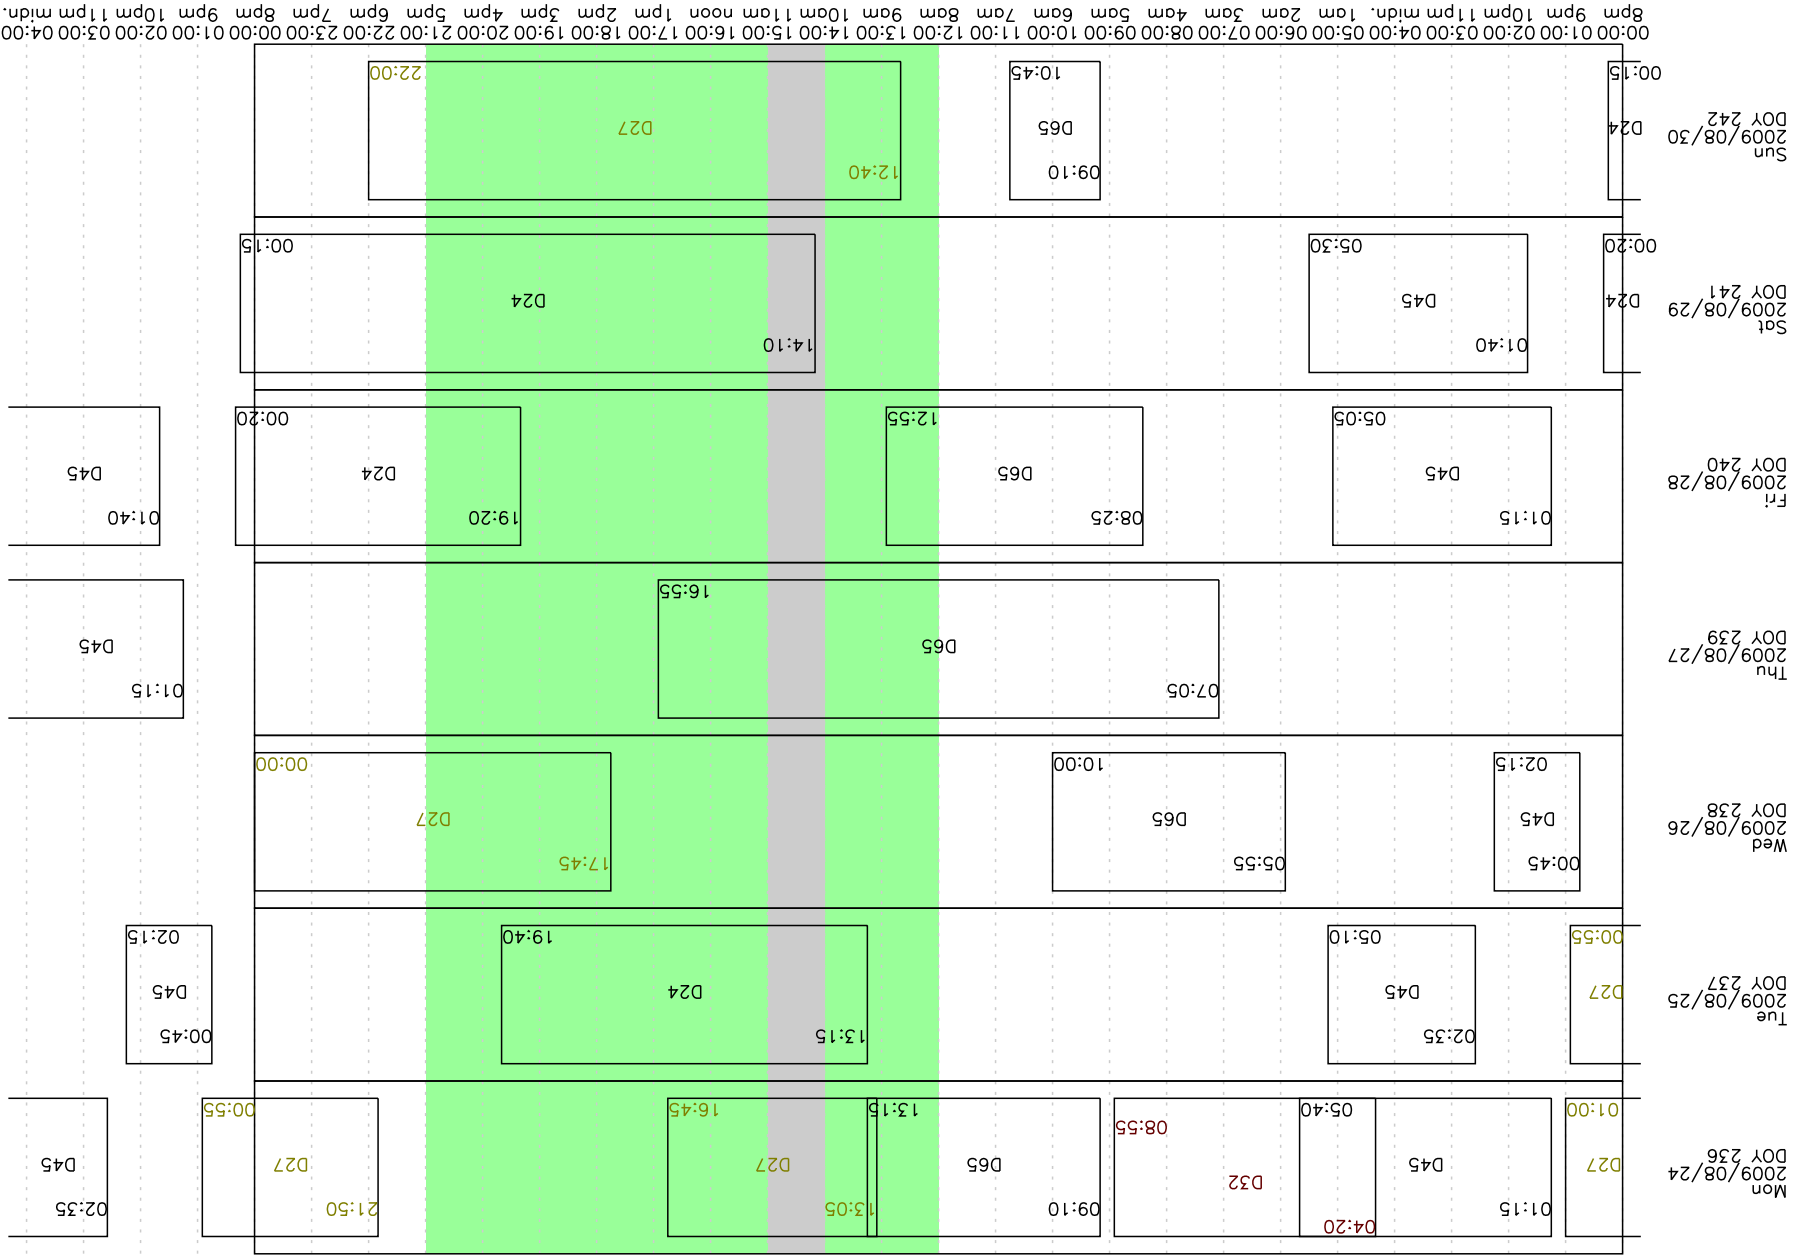 Mon
2009/08/24
DOY 236
04:20
01:15 09:10 13:05 21:50 02:35
D32
D27 D45 D65 D27 D27 D45
08:55
01:00 05:40 13:15 16:45 00:55
Tue
2009/08/25
DOY 237
02:35 13:15 00:45
D27 D45 D24 D45
00:55 05:10 19:40 02:15
Wed
2009/08/26
DOY 238
00:45 05:55 17:45
D45 D65 D27
02:15 10:00 00:00
Thu
2009/08/27
DOY 239
07:05 01:15
D65 D45
16:55
Fri
2009/08/28
DOY 240
01:15 08:25 19:20 01:40
D45 D65 D24 D45
05:05 12:55 00:20
Sat
2009/08/29
DOY 241
01:40 14:10
D24 D45 D24
00:20 05:30 00:15
Sun
2009/08/30
DOY 242
09:10 12:40
D24 D65 D27
00:15 10:45 22:00
00:00 01:00 02:00 03:00 04:00 05:00 06:00 07:00 08:00 09:00 10:00 11:00 12:00 13:00 14:00 15:00 16:00 17:00 18:00 19:00 20:00 21:00 22:00 23:00 00:00 01:00 02:00 03:00 04:00
8pm 9pm 10pm 11pm midn. 1am 2am 3am 4am 5am 6am 7am 8am 9am 10am 11am noon 1pm 2pm 3pm 4pm 5pm 6pm 7pm 8pm 9pm 10pm 11pm midn.